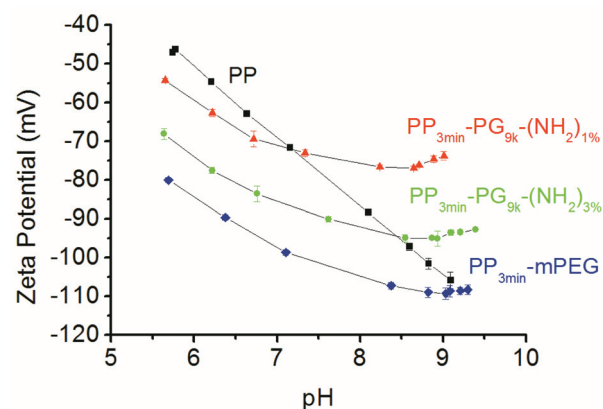 -40
-50
-60
-70
-80
-90
-100
-110
-120
Zeta Potential (mV)
PP
PP3min-PG9k-(NH2)1%
PP3min-PG9k-(NH2)3%
PP3min-mPEG
5 6 7 8 9 10
pH